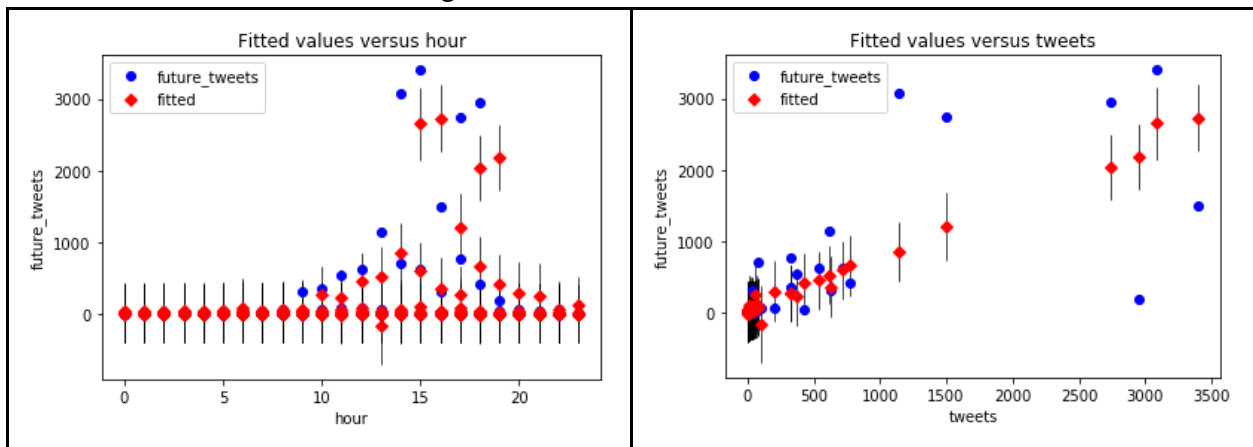 Fitted values versus hour
future_tweets
fitted
3000
2000
1000
0
future_tweets
0 5 10 15 20
hour
Fitted values versus tweets
future_tweets
fitted
3000
2000
1000
0
future_tweets
0 500 1000 1500 2000 2500 3000 3500
tweets